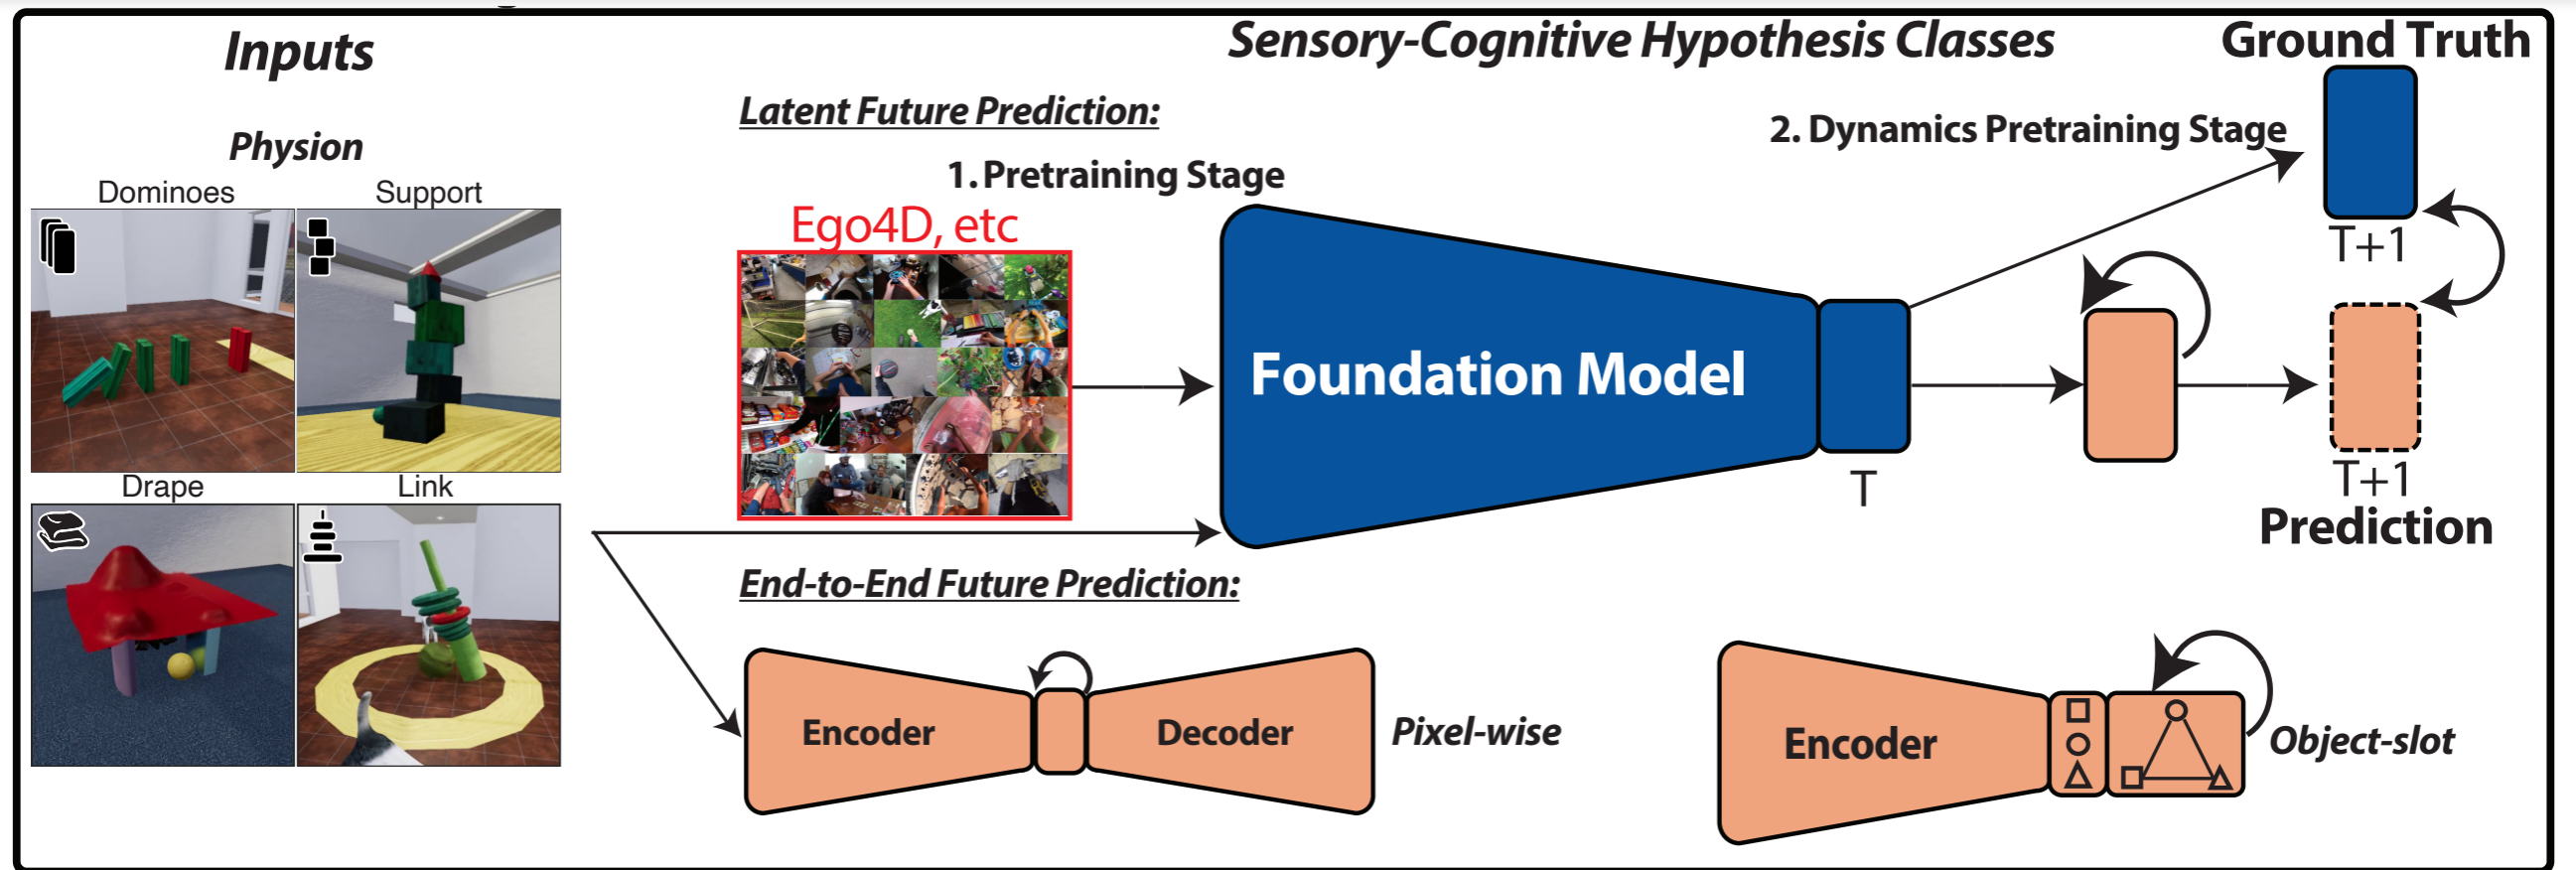 Inputs
Sensory-Cognitive Hypothesis Classes
Ground Truth
Physion
Dominoes
Support
Drape
Link
Latent Future Prediction:
1. Pretraining Stage
Ego4D, etc
2. Dynamics Pretraining Stage
Foundation Model
T
T+1
T+1
Prediction
End-to-End Future Prediction:
Encoder
Decoder
Pixel-wise
Encoder
Object-slot